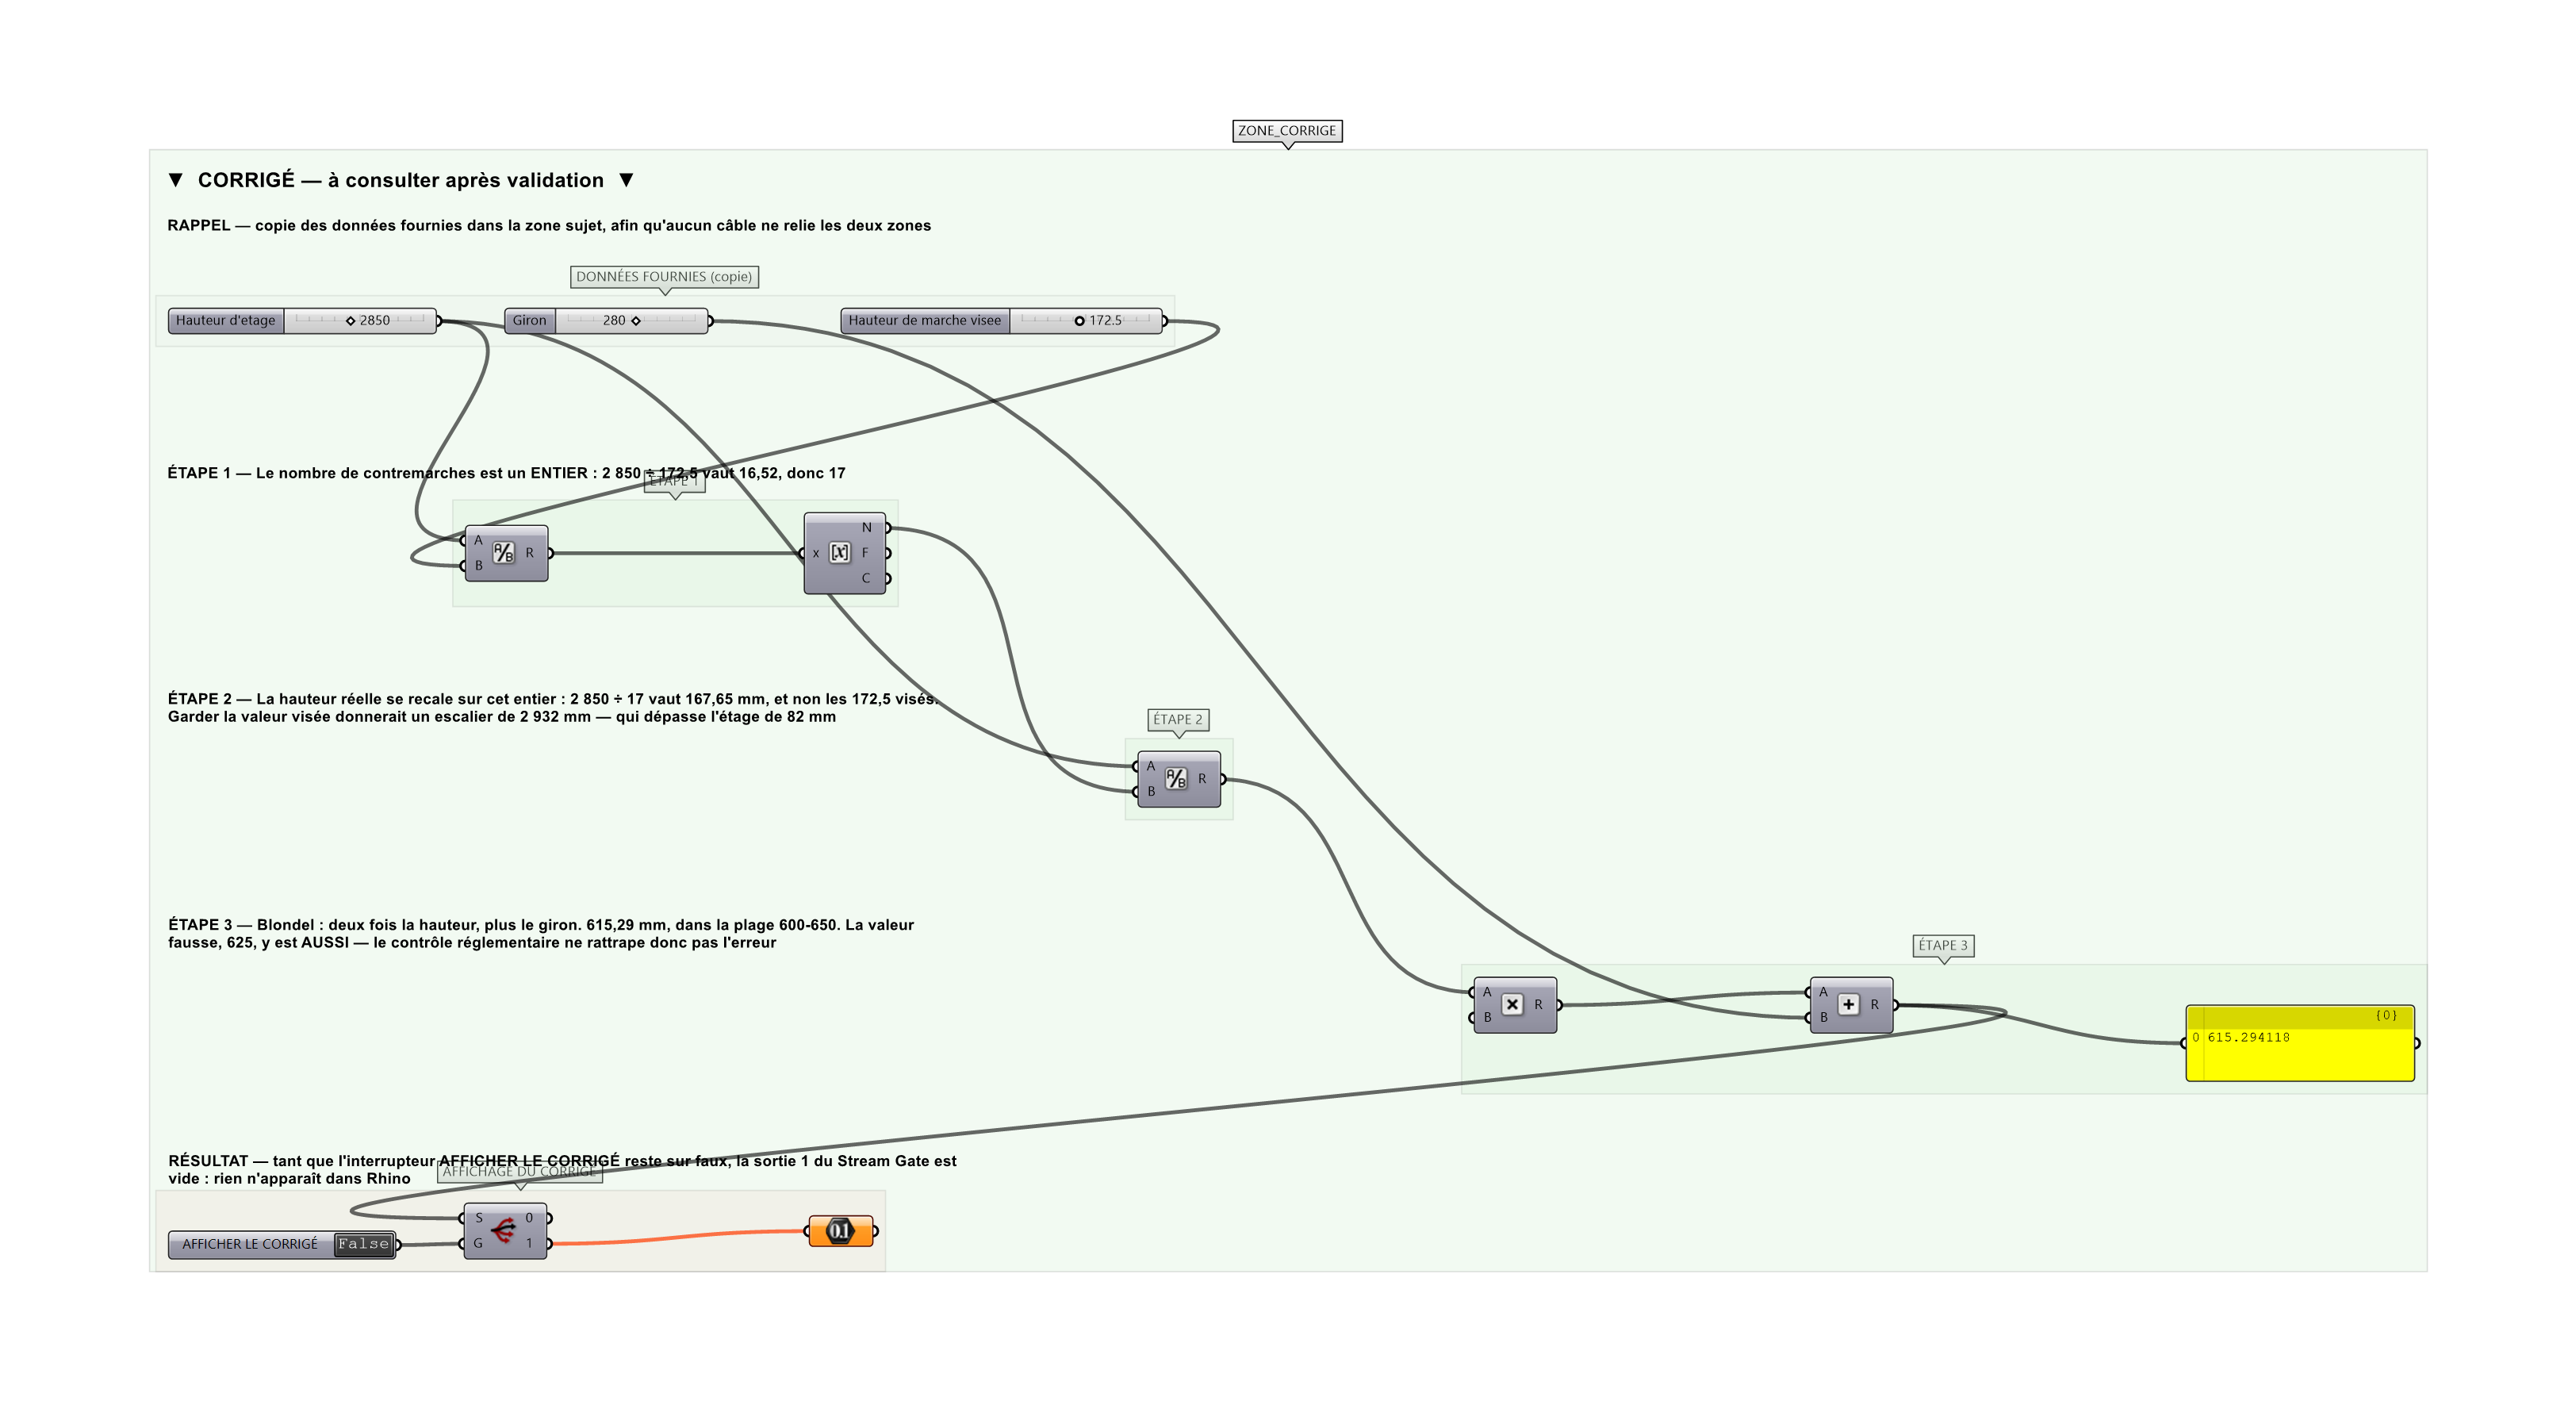 ZONE_CORRIGE
▼ CORRIGÉ — à consulter après validation ▼
RAPPEL — copie des données fournies dans la zone sujet, afin qu'aucun câble ne relie les deux zones
DONNÉES FOURNIES (copie)
Hauteur d'etage 2850
Giron 280
Hauteur de marche visee 172.5
ÉTAPE 1 — Le nombre de contremarches est un ENTIER : 2 850 ÷ 172,5 vaut 16,52, donc 17
ÉTAPE 1
A
B
R
A/B
x
[x]
N
F
C
ÉTAPE 2 — La hauteur réelle se recale sur cet entier : 2 850 ÷ 17 vaut 167,65 mm, et non les 172,5 visés.
Garder la valeur visée donnerait un escalier de 2 932 mm — qui dépasse l'étage de 82 mm
ÉTAPE 2
A
B
R
A/B
ÉTAPE 3 — Blondel : deux fois la hauteur, plus le giron. 615,29 mm, dans la plage 600-650. La valeur
fausse, 625, y est AUSSI — le contrôle réglementaire ne rattrape donc pas l'erreur
ÉTAPE 3
A
B
×
R
A
B
+
R
{0}
0 615.294118
RÉSULTAT — tant que l'interrupteur AFFICHER LE CORRIGÉ reste sur faux, la sortie 1 du Stream Gate est
vide : rien n'apparaît dans Rhino
AFFICHAGE DU CORRIGÉ
AFFICHER LE CORRIGÉ False
S
G
0
1
0.1